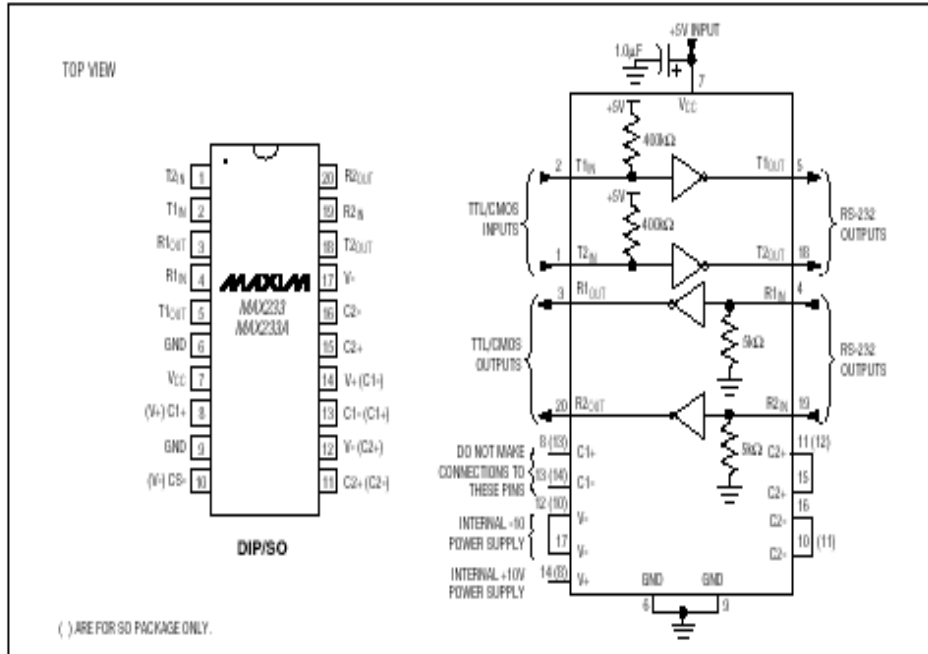 TOP VIEW
T2IN 1
T1IN 2
R1OUT 3
R1IN 4
T1OUT 5
GND 6
VCC 7
(V+) C1+ 8
GND 9
(V-) CS- 10
20 R2OUT
19 R2IN
18 T2OUT
17 V-
16 C2-
15 C2+
14 V+ (C1-)
13 C1- (C1+)
12 V- (C2+)
11 C2+ (C2-)
MAXIM
MAX233
MAX233A
DIP/SO
( ) ARE FOR SO PACKAGE ONLY.
+5V INPUT
1.0µF
+
7
VCC
+5V
400kΩ
2 T1IN T1OUT 5
+5V
400kΩ
TTL/CMOS
INPUTS
RS-232
OUTPUTS
1 T2IN T2OUT 18
3 R1OUT R1IN 4
5kΩ
TTL/CMOS
OUTPUTS
RS-232
OUTPUTS
20 R2OUT R2IN 19
5kΩ
DO NOT MAKE
CONNECTIONS TO
THESE PINS
8 (13) C1+
13 (14) C1-
12 (10) V-
17 V-
INTERNAL -10
POWER SUPPLY
INTERNAL +10V
POWER SUPPLY
14 (8) V+
C2+ 11 (12)
C2+ 15
C2- 16
C2- 10 (11)
GND GND
6 9